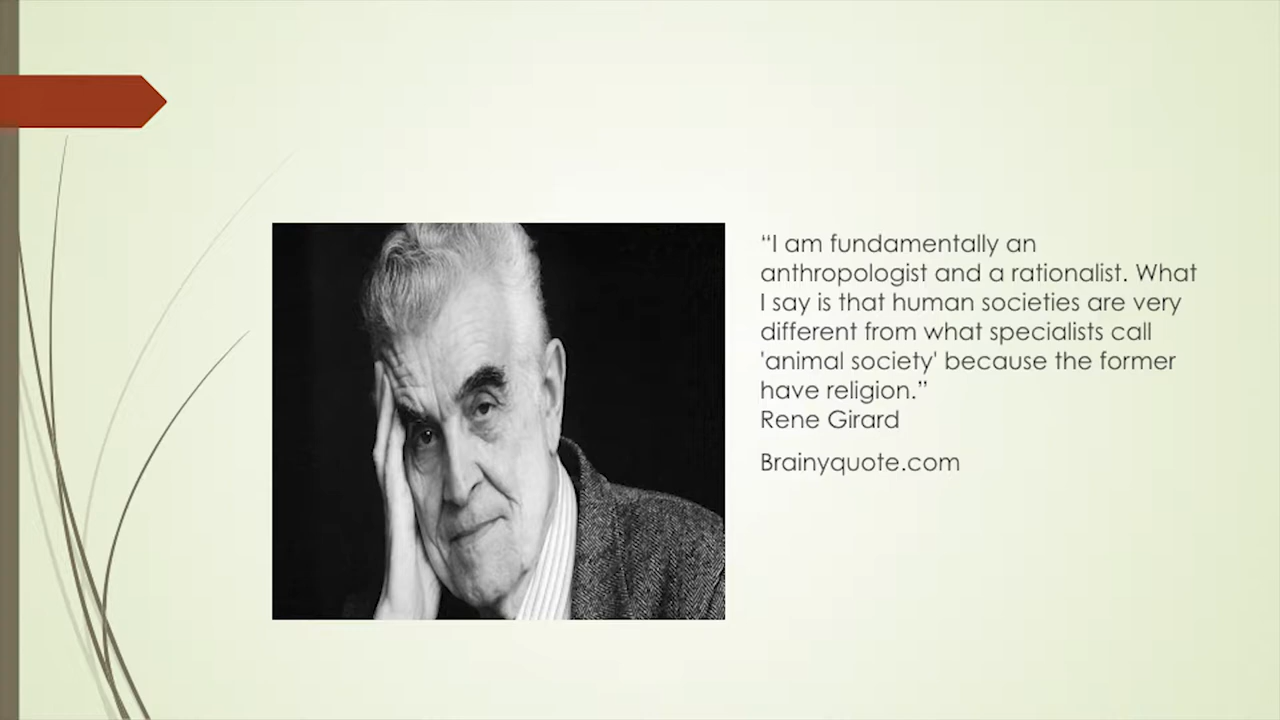 “I am fundamentally an
anthropologist and a rationalist. What
I say is that human societies are very
different from what specialists call
'animal society' because the former
have religion.”
Rene Girard
Brainyquote.com